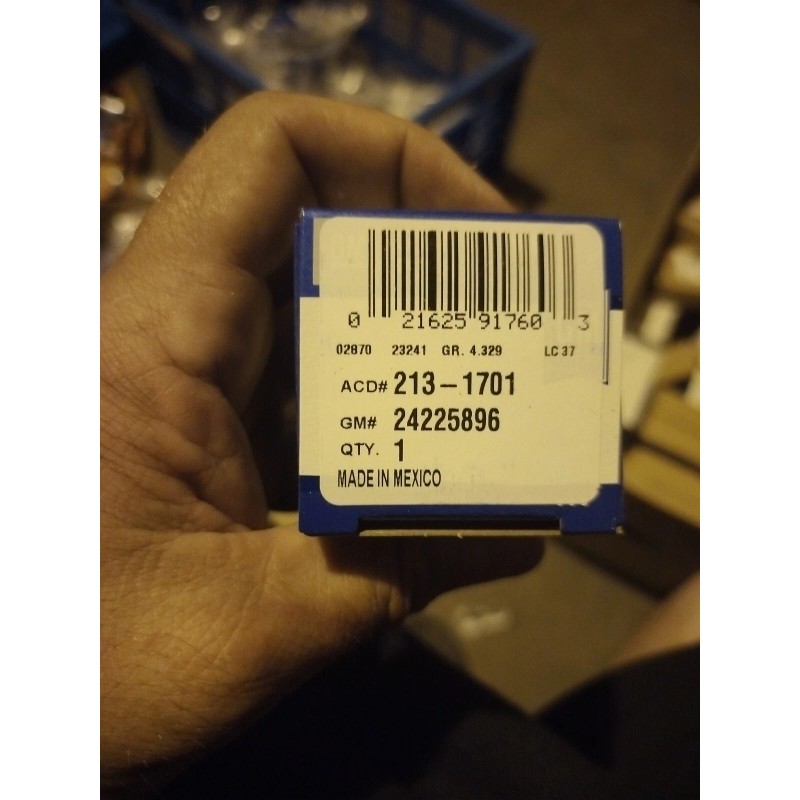 0 21625 91760 3
02870 23241 GR. 4.329 LC 37
ACD# 213-1701
GM# 24225896
QTY. 1
MADE IN MEXICO